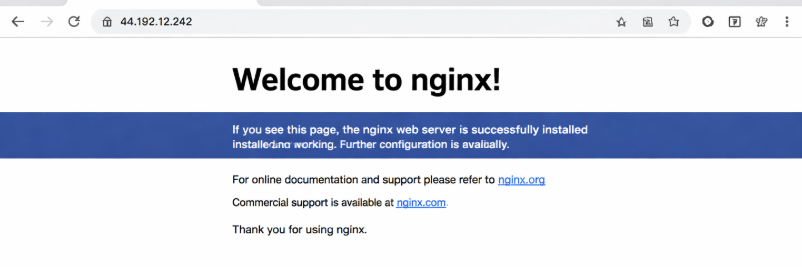 44.192.12.242
Welcome to nginx!
If you see this page, the nginx web server is successfully installed
working. Further configuration is
For online documentation and support please refer to nginx.org
Commercial support is available at nginx.com.
Thank you for using nginx.